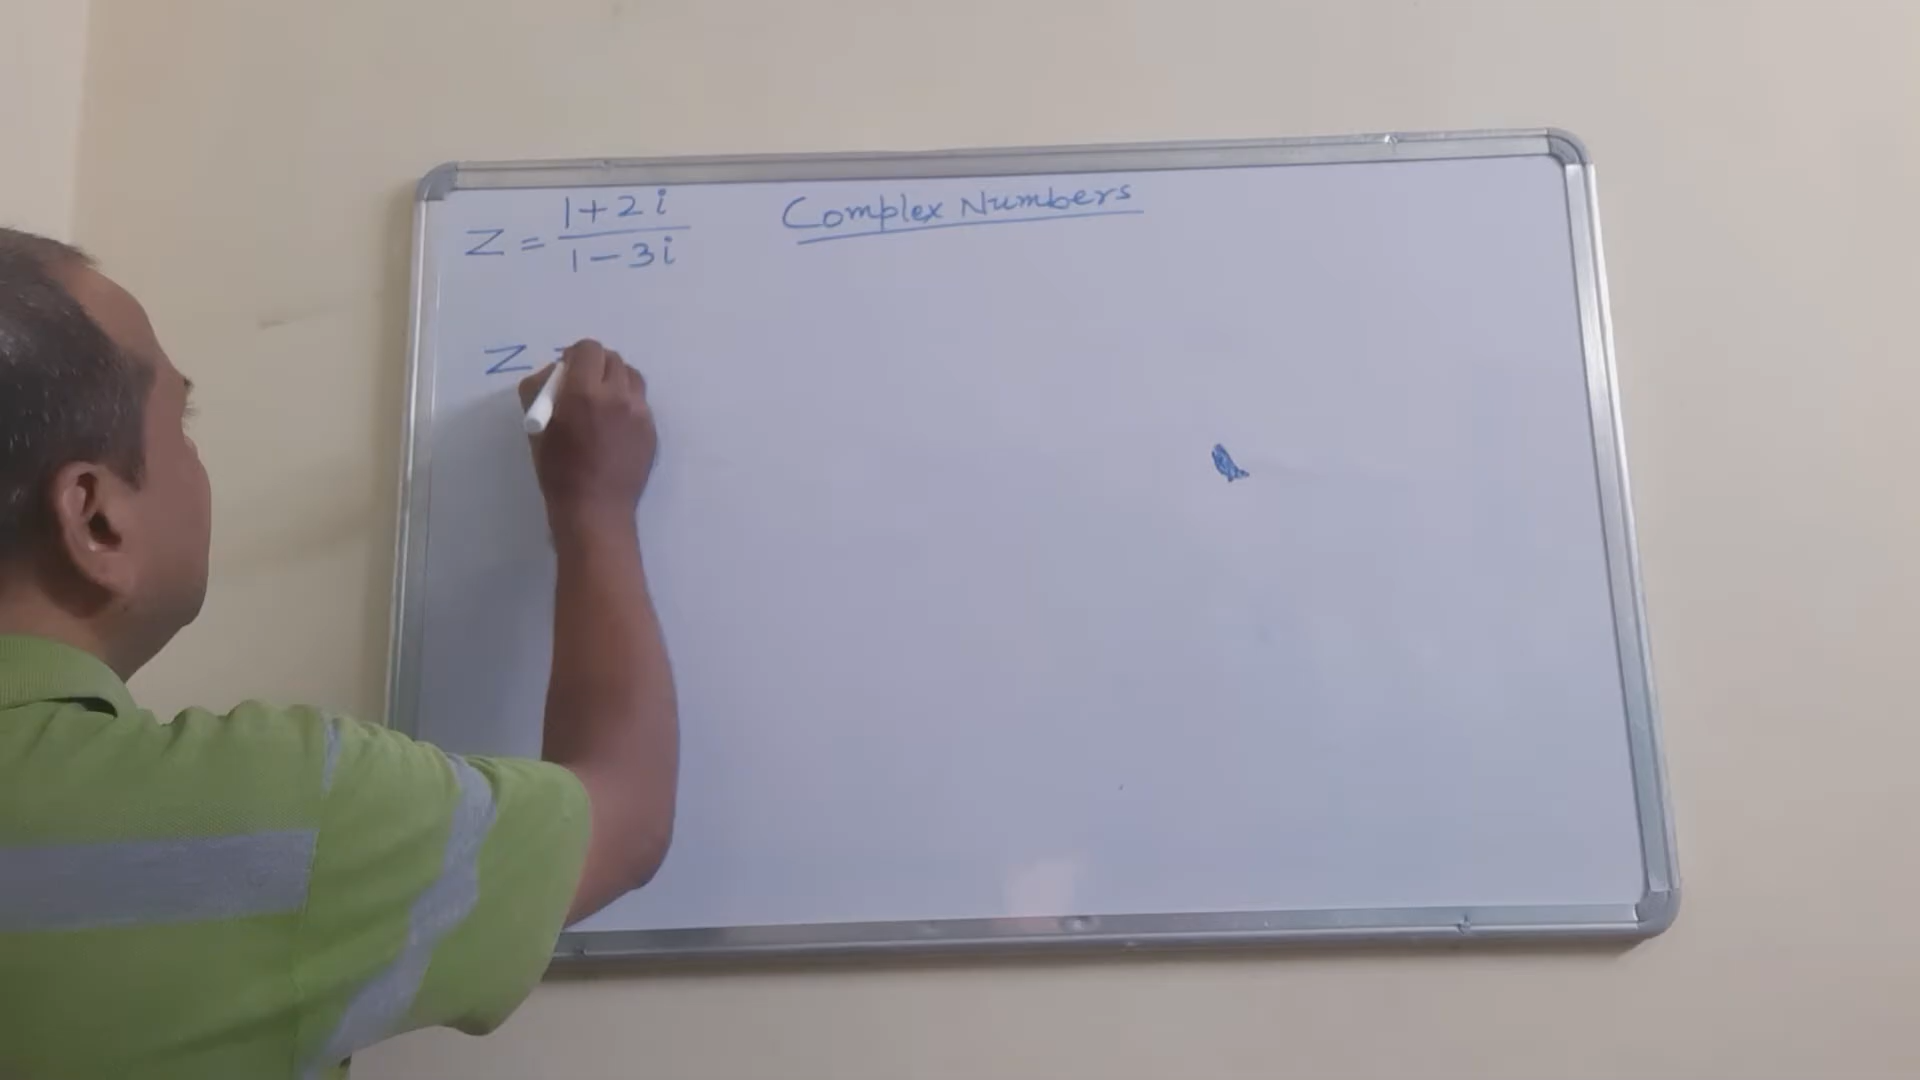 Z = (1+2i)/(1-3i)
Complex Numbers
Z =